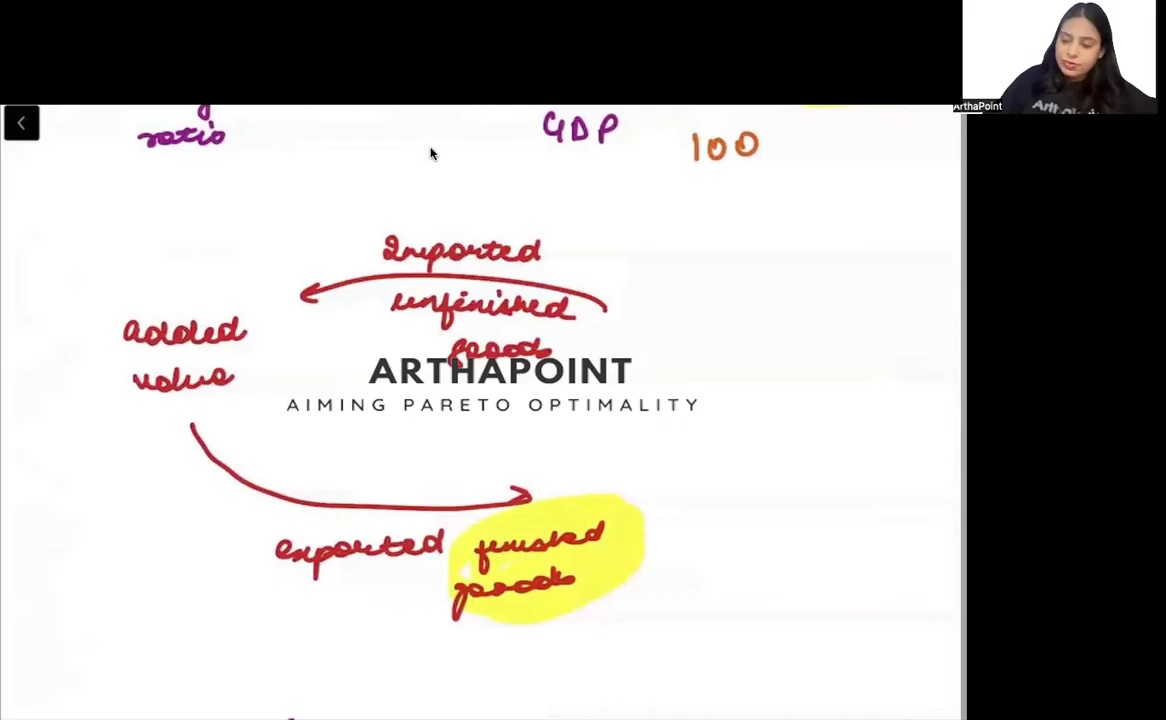 ArthaPoint
ratio
GDP
100
Imported
unfinished
goods
added
value
ARTHAPOINT
AIMING PARETO OPTIMALITY
exported finished
goods